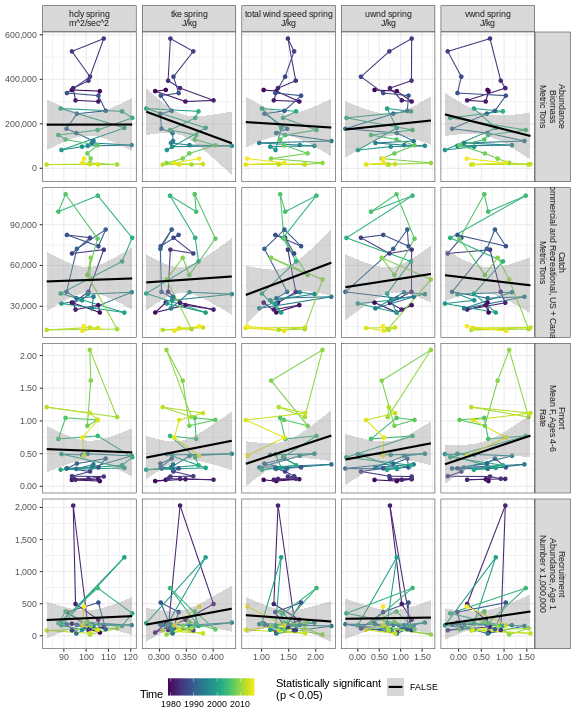 hcly spring
m^2/sec^2
tke spring
J/kg
total wind speed spring
J/kg
uwnd spring
J/kg
vwnd spring
J/kg
600,000
400,000
200,000
0
Abundance
Biomass
Metric Tons
90,000
60,000
30,000
Catch
mmercial and Recreational, US + Cana
Metric Tons
2.00
1.50
1.00
0.50
0.00
Fmort
Mean F, Ages 4-6
Rate
2,000
1,500
1,000
500
0
Recruitment
Abundance, Age 1
Number x 1,000,000
90 100 110 120
0.300 0.350 0.400
1.00 1.50 2.00
0.00 0.50 1.00 1.50
0.00 0.50 1.00 1.50
Time
1980 1990 2000 2010
Statistically significant
(p < 0.05)
FALSE